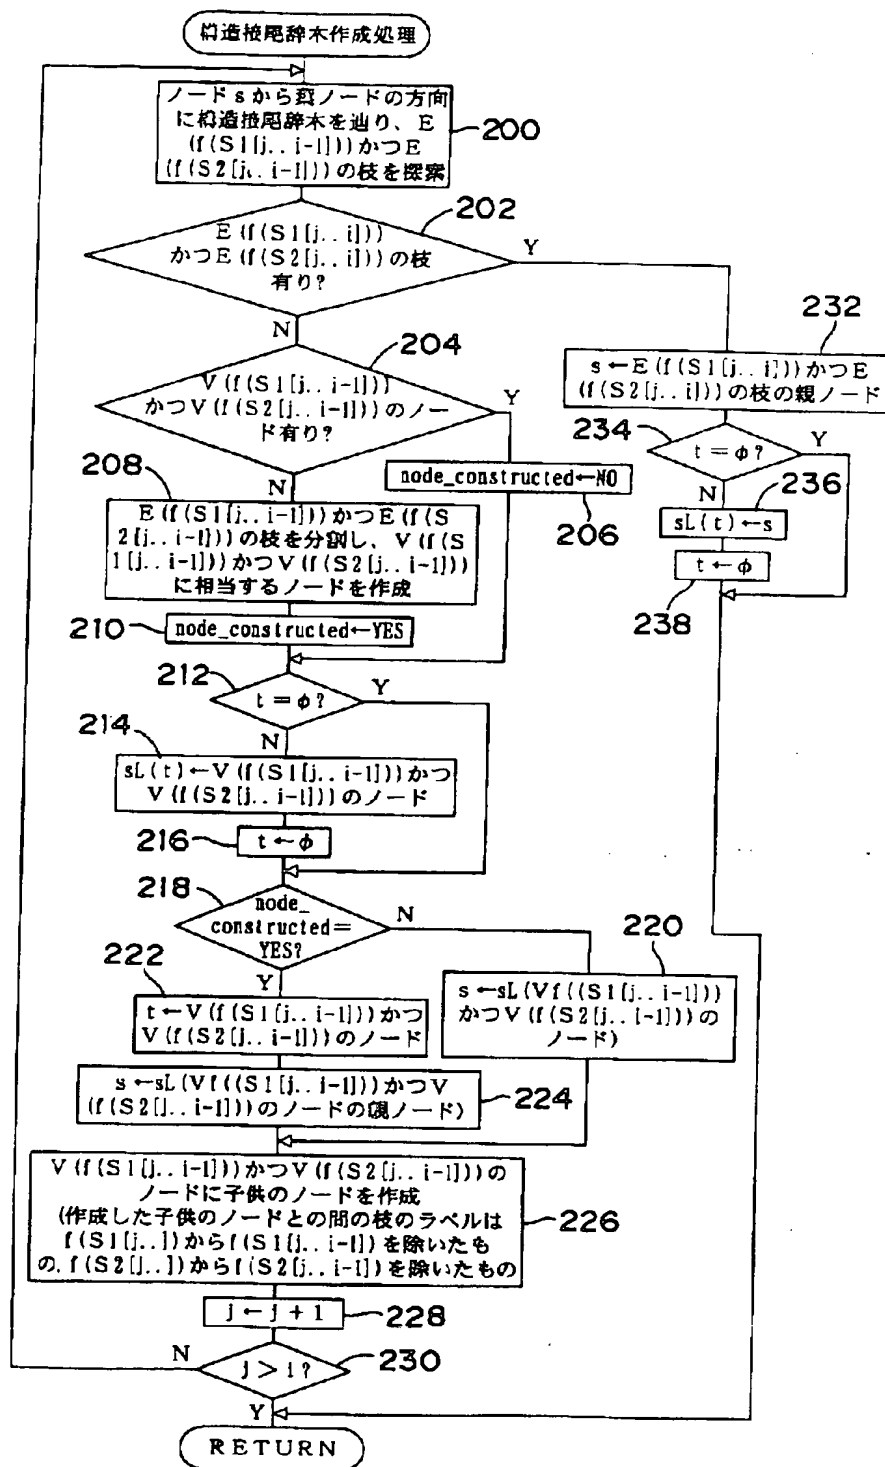 構造接尾辞木作成処理
ノードsから葉ノードの方向
に構造接尾辞木を辿り、E
(f(S1[j..i-1]))かつE
(f(S2[j..i-1]))の枝を探索
200
202
E(f(S1[j..i]))
かつE(f(S2[j..i]))の枝
有り?
Y
N
204
V(f(S1[j..i-1]))
かつV(f(S2[j..i-1]))のノー
ド有り?
Y
N
node_constructed←NO
206
208
E(f(S1[j..i-1]))かつE(f(S
2[j..i-1]))の枝を分割し、V(f(S
1[j..i-1]))かつV(f(S2[j..i-1]))
に相当するノードを作成
210
node_constructed←YES
212
t=φ?
Y
N
214
sL(t)←V(f(S1[j..i-1]))かつ
V(f(S2[j..i-1]))のノード
216
t←φ
218
node_
constructed=
YES?
N
Y
220
s←sL(Vf((S1[j..i-1]))
かつV(f(S2[j..i-1]))の
ノード)
222
t←V(f(S1[j..i-1]))かつ
V(f(S2[j..i-1]))のノード
s←sL(Vf((S1[j..i-1]))かつV
(f(S2[j..i-1]))のノードの親ノード)
224
V(f(S1[j..i-1]))かつV(f(S2[j..i-1]))の
ノードに子供のノードを作成
(作成した子供のノードとの間の枝のラベルは
f(S1[j..])からf(S1[j..i-1])を除いたも
の,f(S2[j..])からf(S2[j..i-1])を除いたもの
226
j←j+1
228
j>i?
230
N
Y
RETURN
232
s←E(f(S1[j..i]))かつE
(f(S2[j..i]))の枝の親ノード
234
t=φ?
Y
N
236
sL(t)←s
t←φ
238